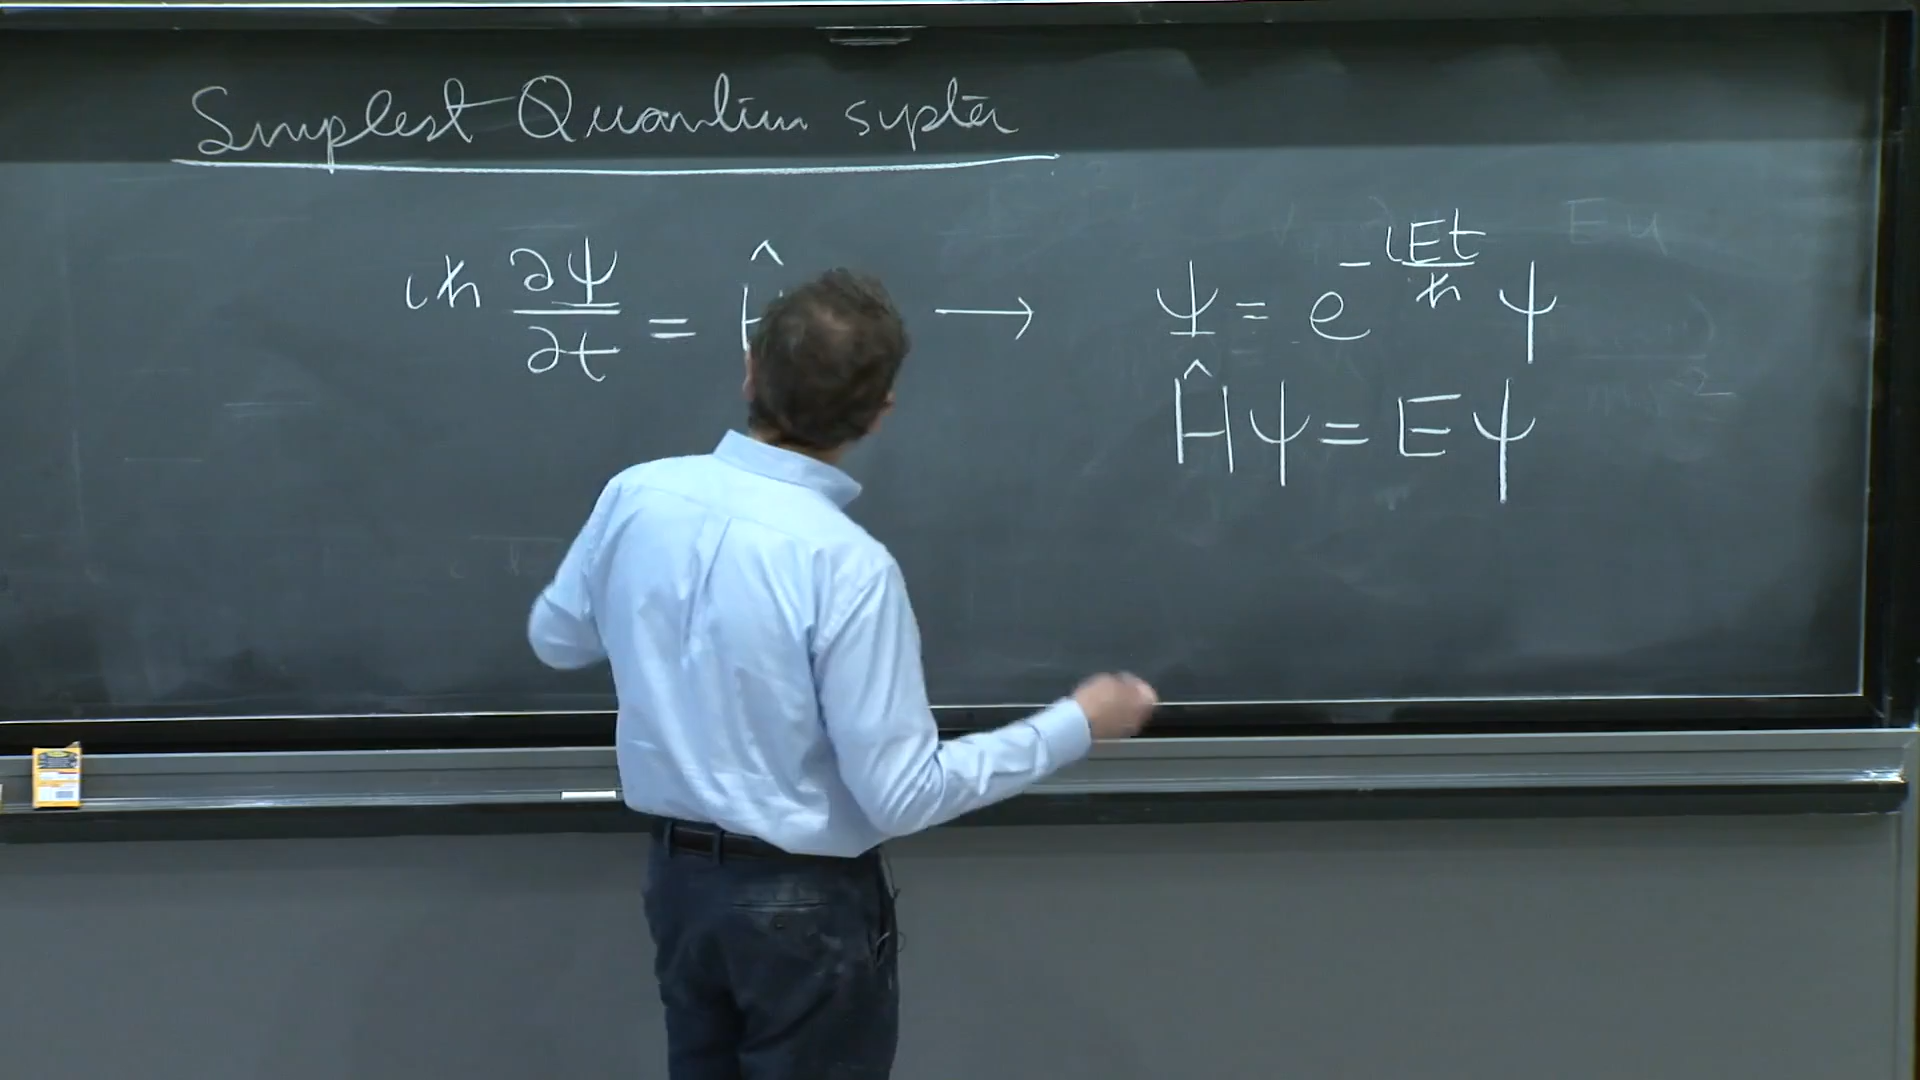 Simplest Quantum system
iħ ∂Ψ/∂t = Ĥ → Ψ = e^{-iEt/ħ} ψ
Ĥψ = Eψ